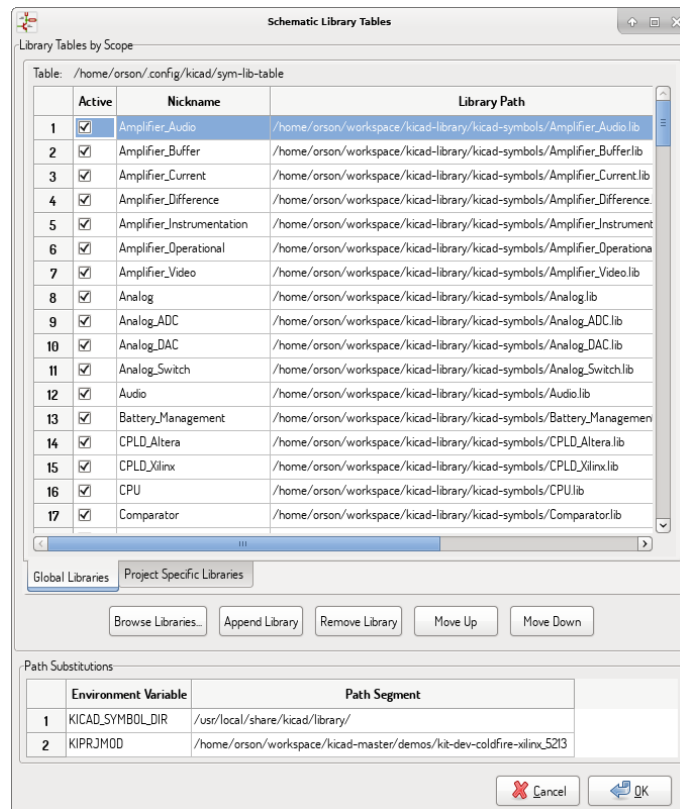 Schematic Library Tables
Library Tables by Scope
Table: /home/orson/.config/kicad/sym-lib-table
Active Nickname Library Path
1 Amplifier_Audio /home/orson/workspace/kicad-library/kicad-symbols/Amplifier_Audio.lib
2 Amplifier_Buffer /home/orson/workspace/kicad-library/kicad-symbols/Amplifier_Buffer.lib
3 Amplifier_Current /home/orson/workspace/kicad-library/kicad-symbols/Amplifier_Current.lib
4 Amplifier_Difference /home/orson/workspace/kicad-library/kicad-symbols/Amplifier_Difference.
5 Amplifier_Instrumentation /home/orson/workspace/kicad-library/kicad-symbols/Amplifier_Instrument
6 Amplifier_Operational /home/orson/workspace/kicad-library/kicad-symbols/Amplifier_Operationa
7 Amplifier_Video /home/orson/workspace/kicad-library/kicad-symbols/Amplifier_Video.lib
8 Analog /home/orson/workspace/kicad-library/kicad-symbols/Analog.lib
9 Analog_ADC /home/orson/workspace/kicad-library/kicad-symbols/Analog_ADC.lib
10 Analog_DAC /home/orson/workspace/kicad-library/kicad-symbols/Analog_DAC.lib
11 Analog_Switch /home/orson/workspace/kicad-library/kicad-symbols/Analog_Switch.lib
12 Audio /home/orson/workspace/kicad-library/kicad-symbols/Audio.lib
13 Battery_Management /home/orson/workspace/kicad-library/kicad-symbols/Battery_Management
14 CPLD_Altera /home/orson/workspace/kicad-library/kicad-symbols/CPLD_Altera.lib
15 CPLD_Xilinx /home/orson/workspace/kicad-library/kicad-symbols/CPLD_Xilinx.lib
16 CPU /home/orson/workspace/kicad-library/kicad-symbols/CPU.lib
17 Comparator /home/orson/workspace/kicad-library/kicad-symbols/Comparator.lib
Global Libraries Project Specific Libraries
Browse Libraries... Append Library Remove Library Move Up Move Down
Path Substitutions
Environment Variable Path Segment
1 KICAD_SYMBOL_DIR /usr/local/share/kicad/library/
2 KIPRJMOD /home/orson/workspace/kicad-master/demos/kit-dev-coldfire-xilinx_5213
Cancel OK